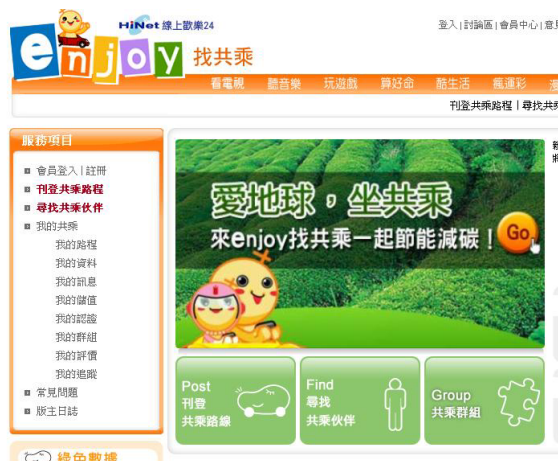 HiNet 線上歡樂24
登入 | 討論區 | 會員中心 |
enjoy 找共乘
看電視 聽音樂 玩遊戲 算好命 酷生活 瘋運彩
刊登共乘路程 | 尋找共乘
服務項目
會員登入 | 註冊
刊登共乘路程
尋找共乘伙伴
我的共乘
我的路程
我的資料
我的訊息
我的儲值
我的認證
我的群組
我的評價
我的追蹤
常見問題
版主日誌
綠色數據
愛地球,坐共乘
來enjoy找共乘一起節能減碳!
Go
Post
刊登
共乘路線
Find
尋找
共乘伙伴
Group
共乘群組